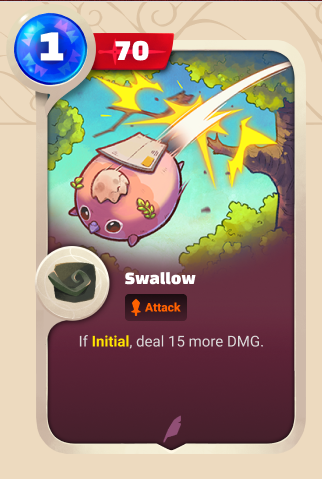 1
70
Swallow
Attack
If Initial, deal 15 more DMG.